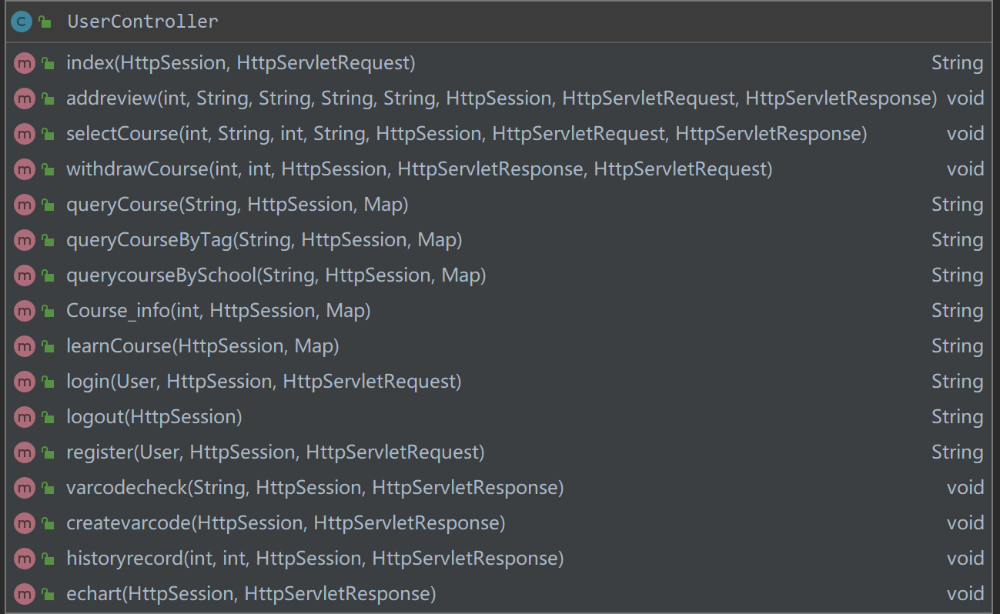 C UserController
m index(HttpSession, HttpServletRequest) String
m addreview(int, String, String, String, String, HttpSession, HttpServletRequest, HttpServletResponse) void
m selectCourse(int, String, int, String, HttpSession, HttpServletRequest, HttpServletResponse) void
m withdrawCourse(int, int, HttpSession, HttpServletResponse, HttpServletRequest) void
m queryCourse(String, HttpSession, Map) String
m queryCourseByTag(String, HttpSession, Map) String
m querycourseBySchool(String, HttpSession, Map) String
m Course_info(int, HttpSession, Map) String
m learnCourse(HttpSession, Map) String
m login(User, HttpSession, HttpServletRequest) String
m logout(HttpSession) String
m register(User, HttpSession, HttpServletRequest) String
m varcodecheck(String, HttpSession, HttpServletResponse) void
m createvarcode(HttpSession, HttpServletResponse) void
m historyrecord(int, int, HttpSession, HttpServletResponse) void
m echart(HttpSession, HttpServletResponse) void